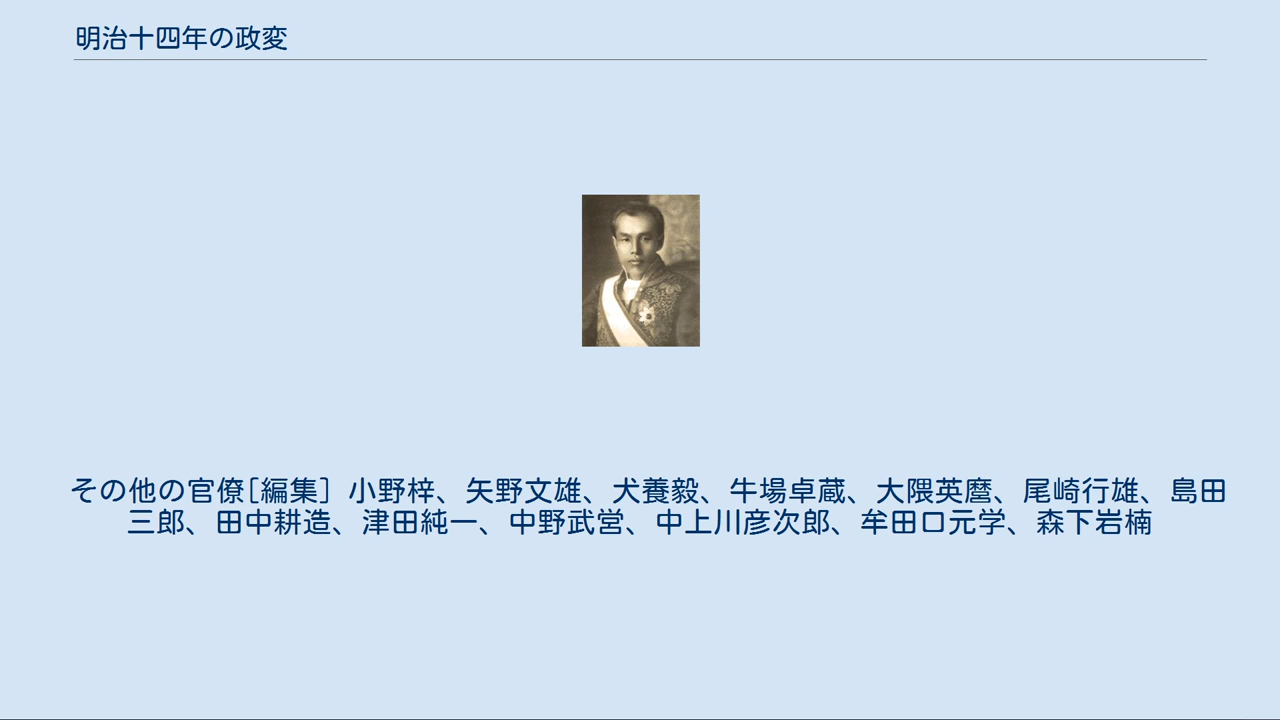 明治十四年の政変
その他の官僚[編集] 小野梓、矢野文雄、犬養毅、牛場卓蔵、大隈英麿、尾崎行雄、島田
三郎、田中耕造、津田純一、中野武営、中上川彦次郎、牟田口元学、森下岩楠